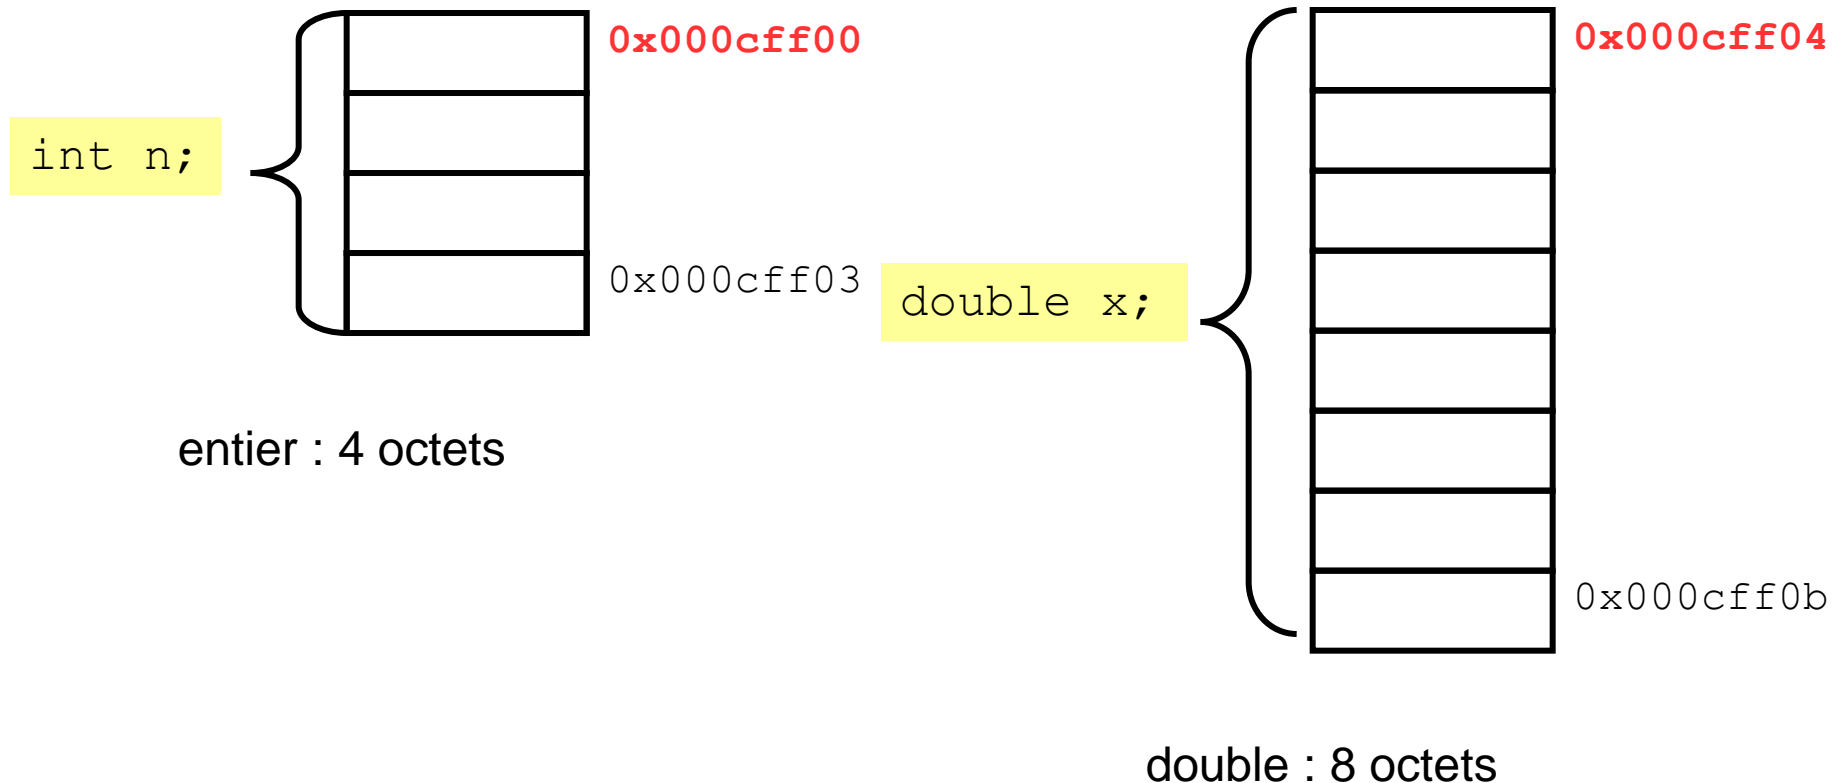 0x000cff00
int n;
0x000cff03
entier : 4 octets
0x000cff04
double x;
0x000cff0b
double : 8 octets